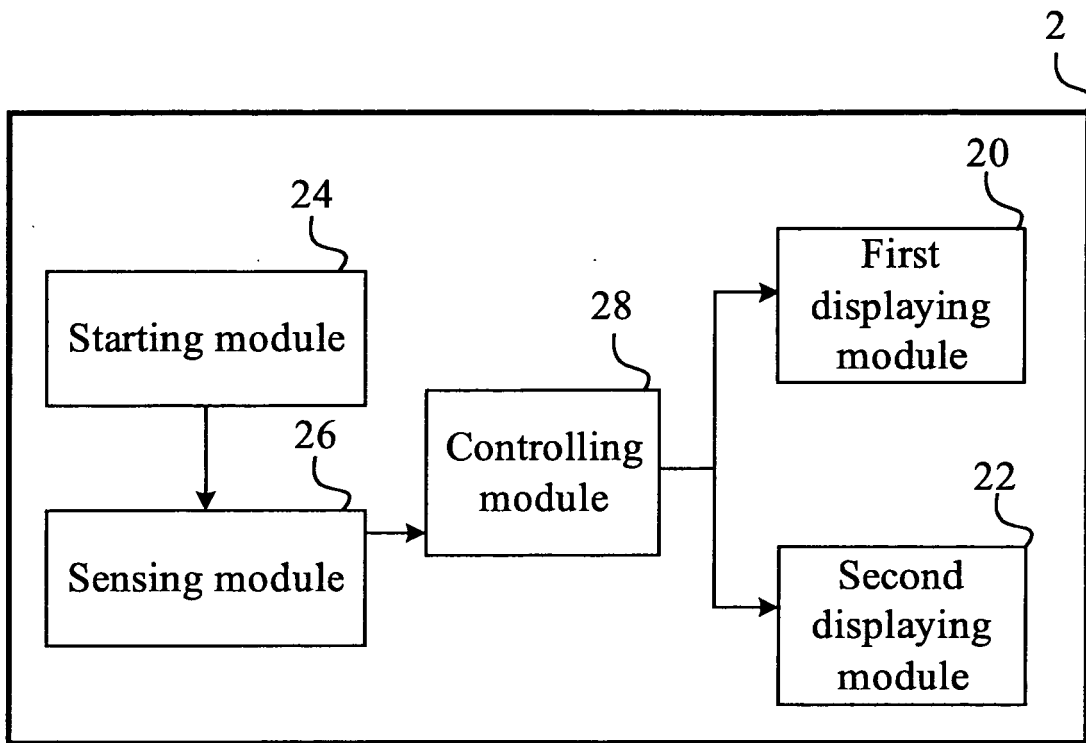 2
20
24
First
displaying
module
Starting module
28
Controlling
module
26
Sensing module
22
Second
displaying
module